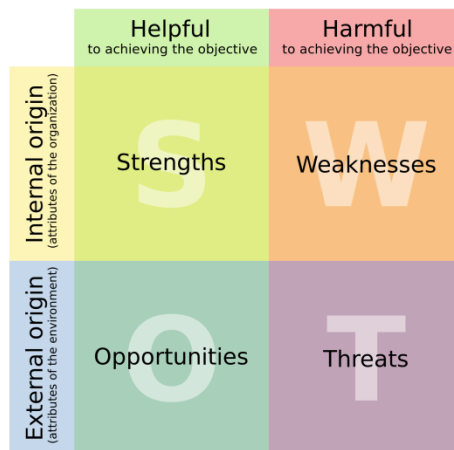 Helpful
to achieving the objective
Harmful
to achieving the objective
Internal origin
(attributes of the organization)
S
Strengths
W
Weaknesses
External origin
(attributes of the environment)
O
Opportunities
T
Threats